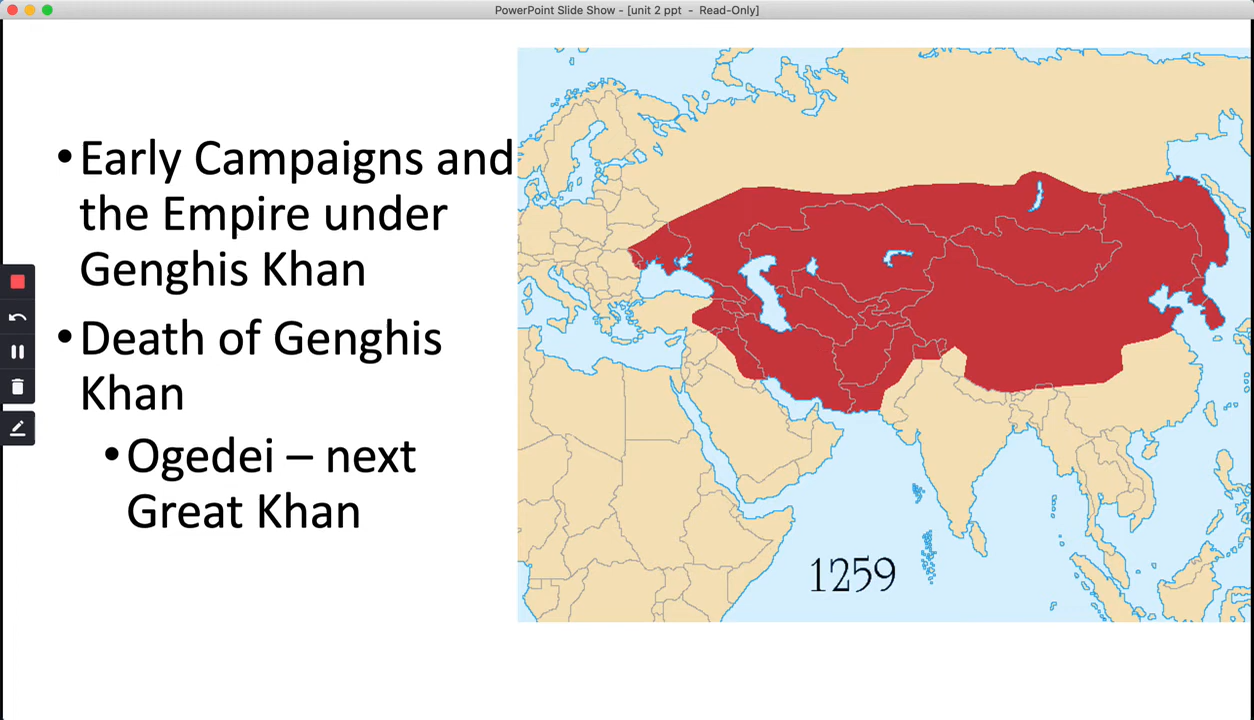 PowerPoint Slide Show - [unit 2 ppt - Read-Only]
• Early Campaigns and
the Empire under
Genghis Khan
• Death of Genghis
Khan
• Ogedei – next
Great Khan
1259